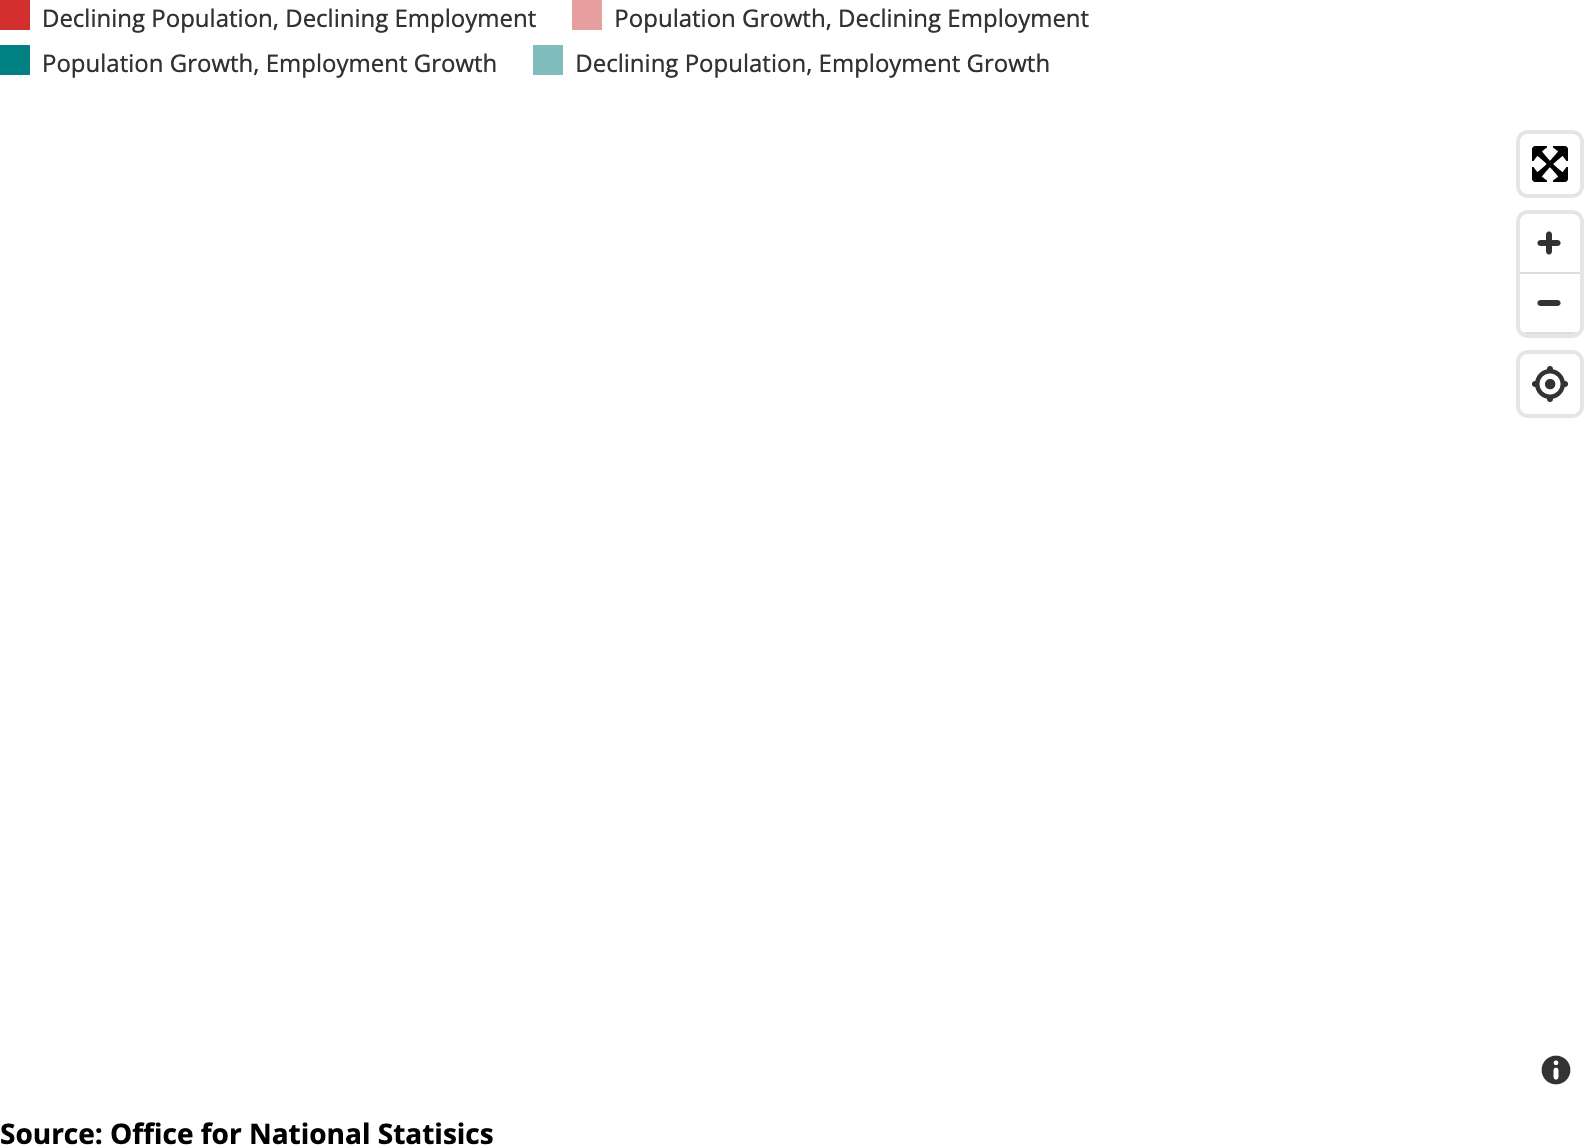 Declining Population, Declining Employment
Population Growth, Declining Employment
Population Growth, Employment Growth
Declining Population, Employment Growth
Source: Office for National Statisics